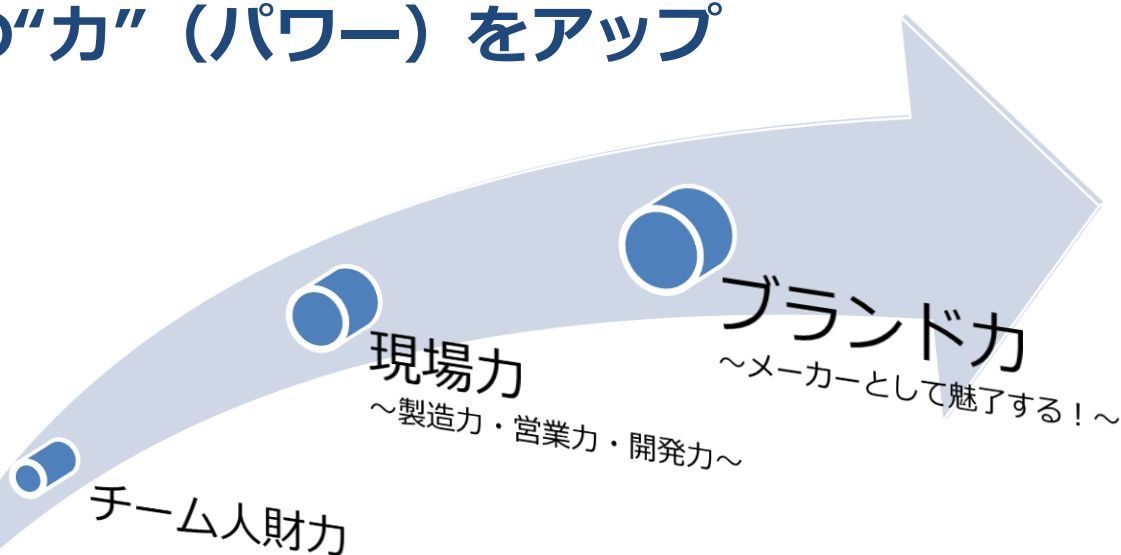 “力”（パワー）をアップ
ブランド力
～メーカーとして魅了する！～
現場力
～製造力・営業力・開発力～
チーム人財力